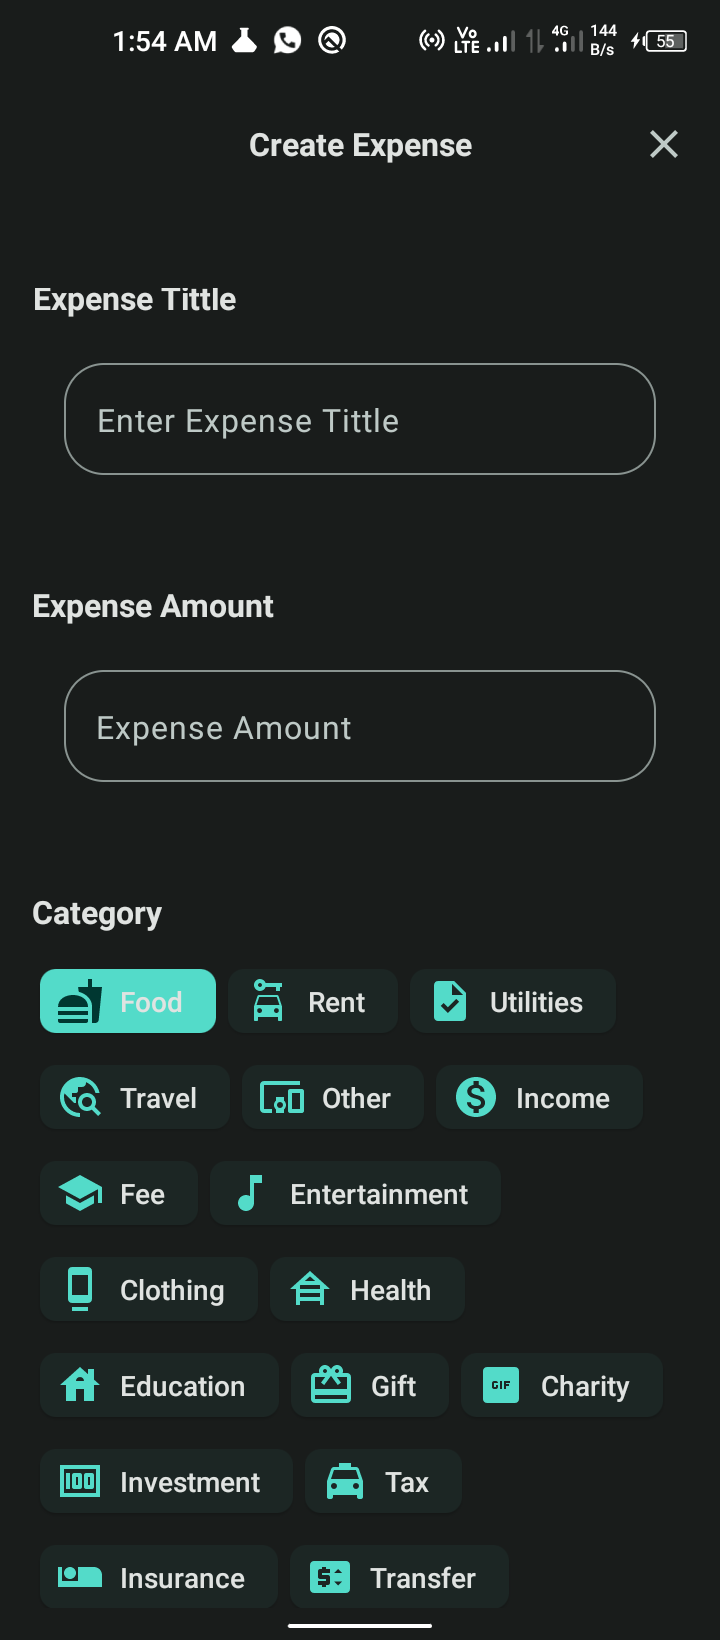 1:54 AM Vo LTE 4G 144 B/s 55
Create Expense
Expense Tittle
Enter Expense Tittle
Expense Amount
Expense Amount
Category
Food Rent Utilities
Travel Other Income
Fee Entertainment
Clothing Health
Education Gift GIF Charity
100 Investment Tax
Insurance $ Transfer